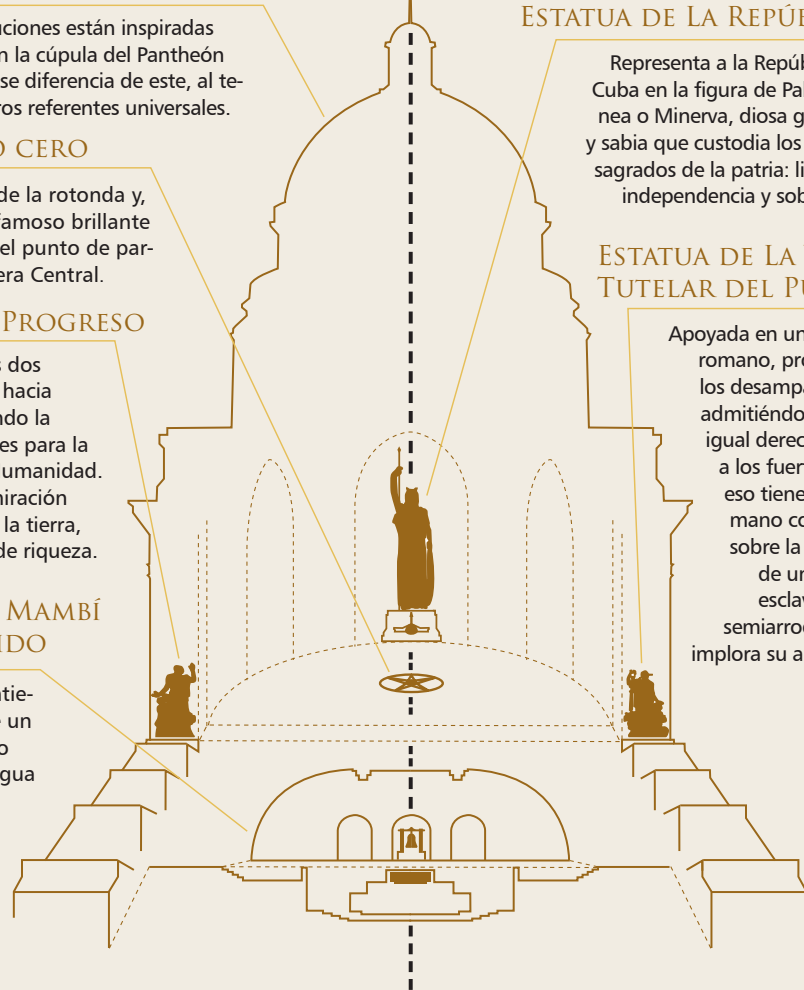 uciones están inspiradas
n la cúpula del Pantheón
se diferencia de este, al te-
ros referentes universales.
O CERO
de la rotonda y,
famoso brillante
el punto de par-
era Central.
PROGRESO
s dos
hacia
ndo la
es para la
umanidad.
niración
la tierra,
de riqueza.
MAMBÍ
IDO
ntie-
e un
o
igua
ESTATUA DE LA REPÚB
Representa a la Repúb
Cuba en la figura de Pal
nea o Minerva, diosa g
y sabia que custodia los
sagrados de la patria: li
independencia y sob
ESTATUA DE LA
TUTELAR DEL PU
Apoyada en un
romano, pro
los desampa
admitiéndo
igual derec
a los fuer
eso tiene
mano co
sobre la
de un
esclav
semiarroc
implora su a